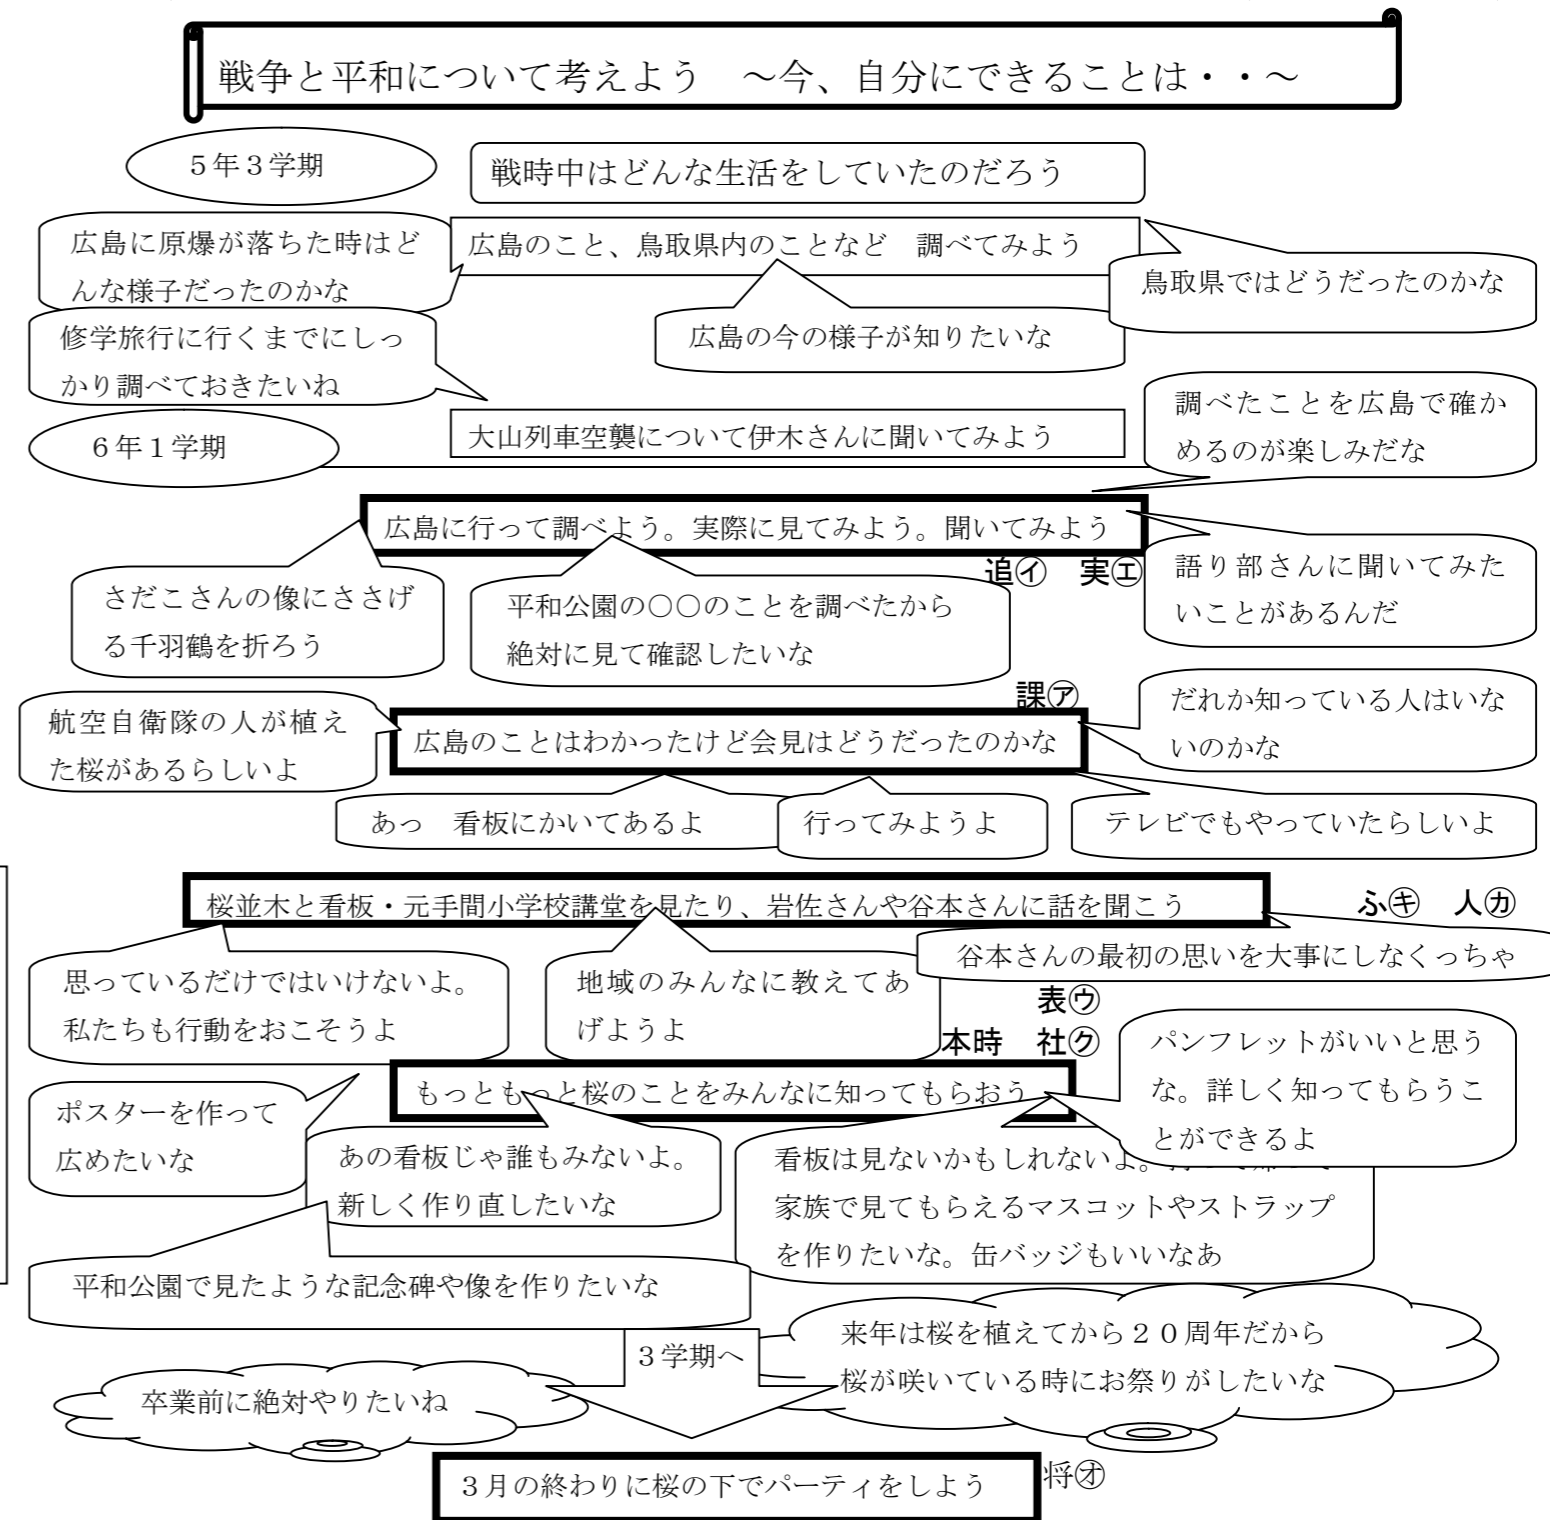 戦争と平和について考えよう　～今、自分にできることは・・～
５年３学期
戦時中はどんな生活をしていたのだろう
広島に原爆が落ちた時はど
んな様子だったのかな
広島のこと、鳥取県内のことなど　調べてみよう
鳥取県ではどうだったのかな
修学旅行に行くまでにしっ
かり調べておきたいね
広島の今の様子が知りたいな
６年１学期
大山列車空襲について伊木さんに聞いてみよう
調べたことを広島で確か
めるのが楽しみだな
広島に行って調べよう。実際に見てみよう。聞いてみよう
追㋑　実㋓
語り部さんに聞いてみた
いことがあるんだ
さだこさんの像にささげ
る千羽鶴を折ろう
平和公園の○○のことを調べたから
絶対に見て確認したいな
課㋐
航空自衛隊の人が植え
た桜があるらしいよ
広島のことはわかったけど会見はどうだったのかな
だれか知っている人はいな
いのかな
あっ　看板にかいてあるよ
行ってみようよ
テレビでもやっていたらしいよ
桜並木と看板・元手間小学校講堂を見たり、岩佐さんや谷本さんに話を聞こう
ふ㋖　人㋕
谷本さんの最初の思いを大事にしなくっちゃ
思っているだけではいけないよ。
私たちも行動をおこそうよ
地域のみんなに教えてあ
げようよ
表㋒
本時　社㋗
もっともっと桜のことをみんなに知ってもらおう
パンフレットがいいと思う
な。詳しく知ってもらうこ
とができるよ
ポスターを作って
広めたいな
あの看板じゃ誰もみないよ。
新しく作り直したいな
看板は見ないかもしれないよ。
家族で見てもらえるマスコットやストラップ
を作りたいな。缶バッジもいいなあ
平和公園で見たような記念碑や像を作りたいな
３学期へ
来年は桜を植えてから２０周年だから
桜が咲いている時にお祭りがしたいな
卒業前に絶対やりたいね
３月の終わりに桜の下でパーティをしよう
将㋔